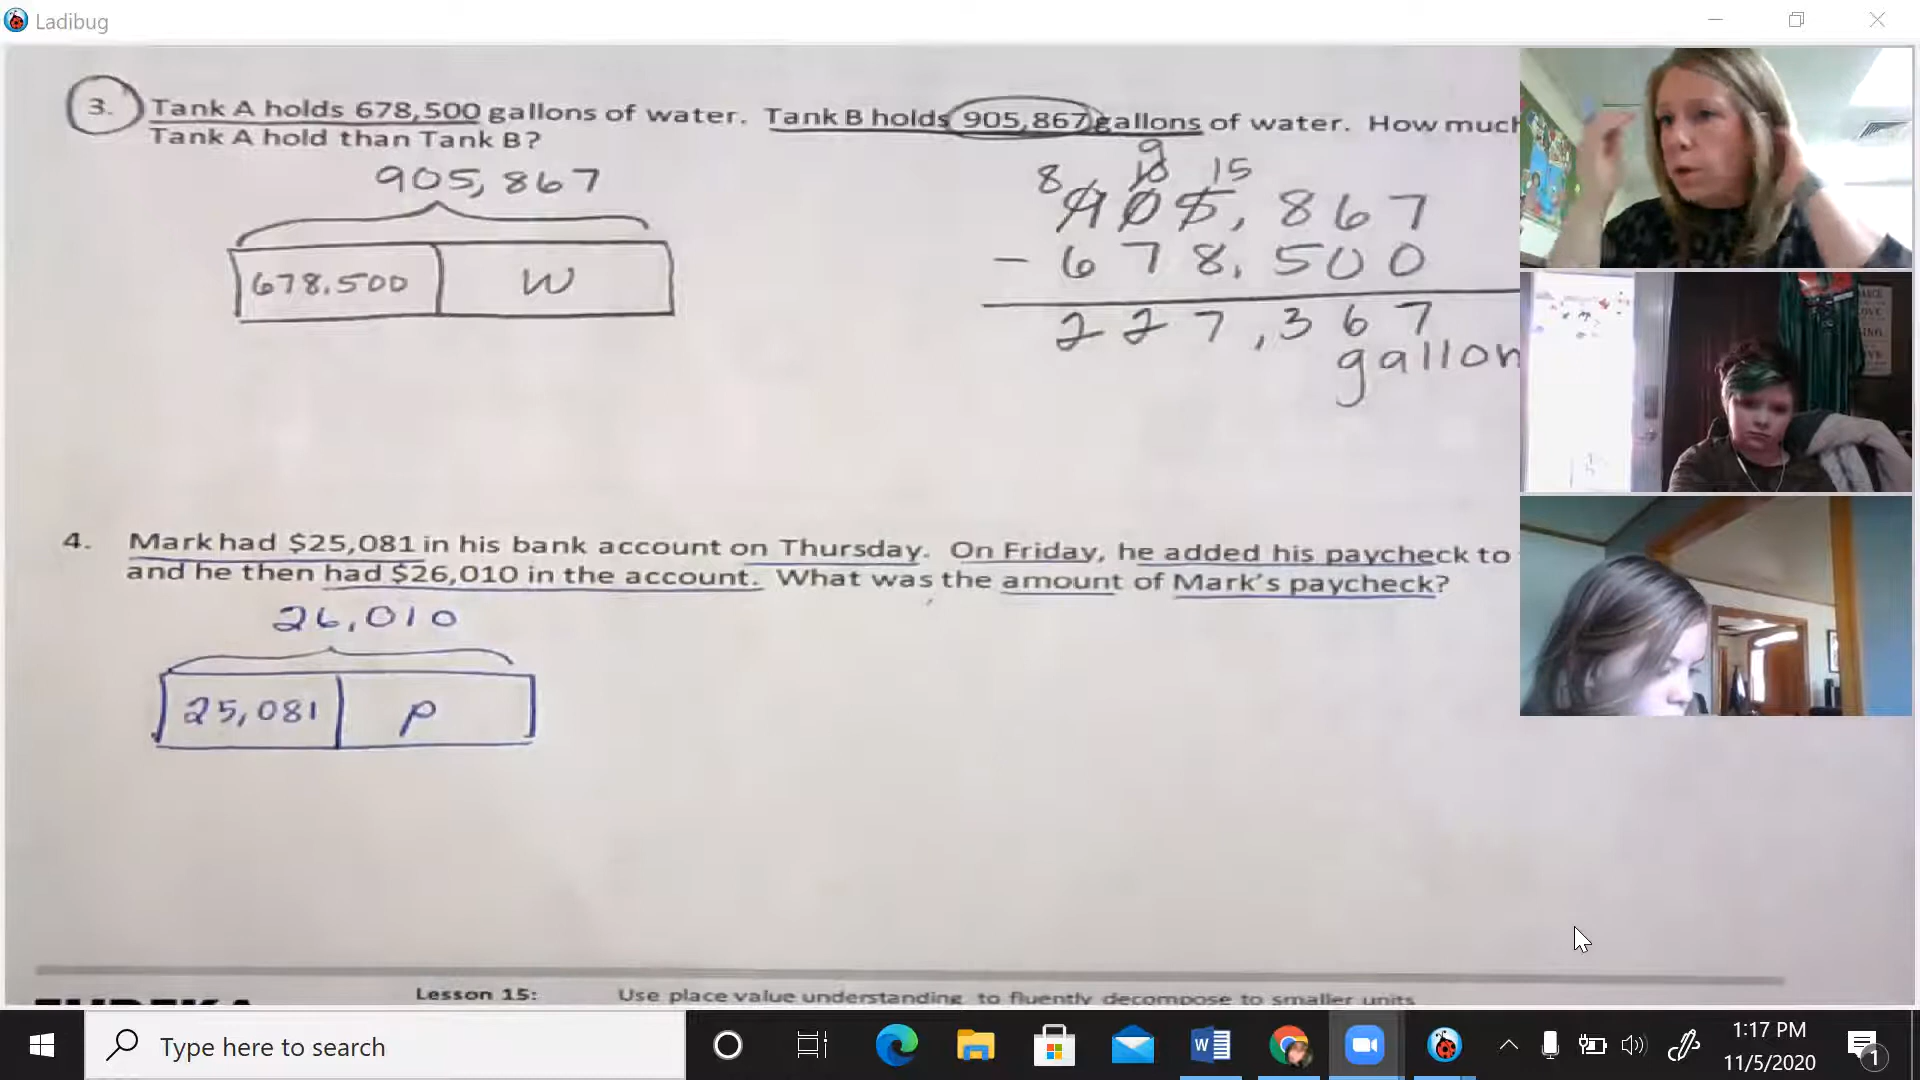 Ladibug
3. Tank A holds 678,500 gallons of water. Tank B holds 905,867 gallons of water. How much
Tank A hold than Tank B?
905,867
678.500 W
8 9 10 15
905,867
- 678,500
227,367
gallon
4. Mark had $25,081 in his bank account on Thursday. On Friday, he added his paycheck to
and he then had $26,010 in the account. What was the amount of Mark's paycheck?
26,010
25,081 P
Lesson 15: Use place value understanding to fluently decompose to smaller units
Type here to search
1:17 PM
11/5/2020
1